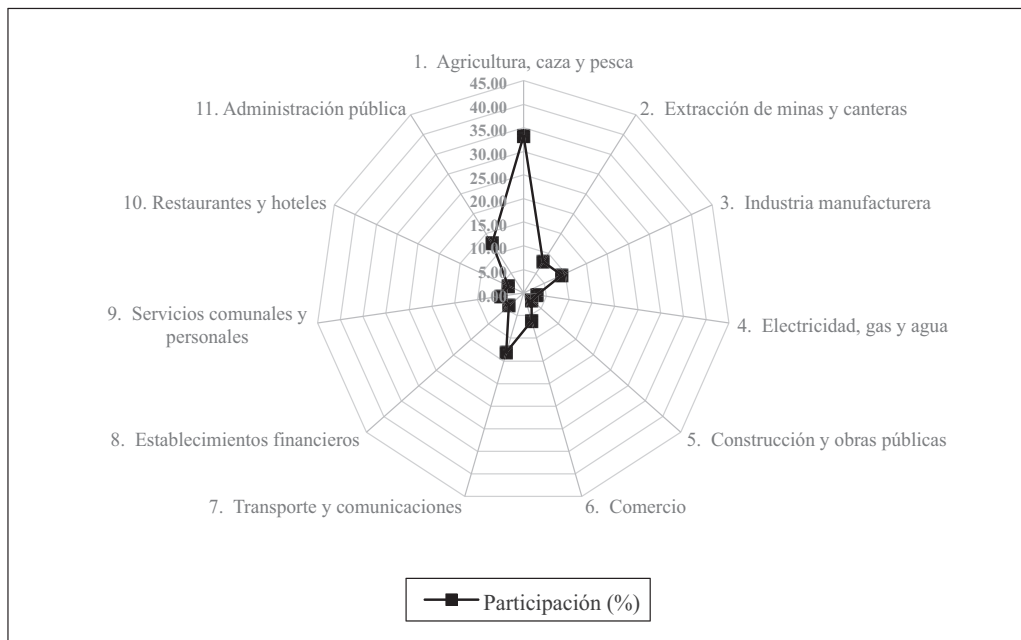 1. Agricultura, caza y pesca
45.00
40.00
35.00
30.00
25.00
20.00
15.00
10.00
5.00
0.00
2. Extracción de minas y canteras
3. Industria manufacturera
4. Electricidad, gas y agua
5. Construcción y obras públicas
6. Comercio
7. Transporte y comunicaciones
8. Establecimientos financieros
9. Servicios comunales y
personales
10. Restaurantes y hoteles
11. Administración pública
Participación (%)